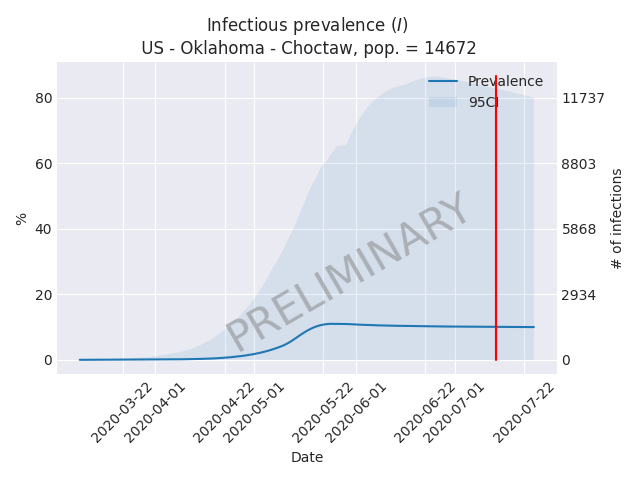 Infectious prevalence (I)
US - Oklahoma - Choctaw, pop. = 14672
Prevalence
95CI
80
60
40
20
0
%
11737
8803
5868
2934
0
# of infections
PRELIMINARY
2020-03-22
2020-04-01
2020-04-22
2020-05-01
2020-05-22
2020-06-01
2020-06-22
2020-07-01
2020-07-22
Date